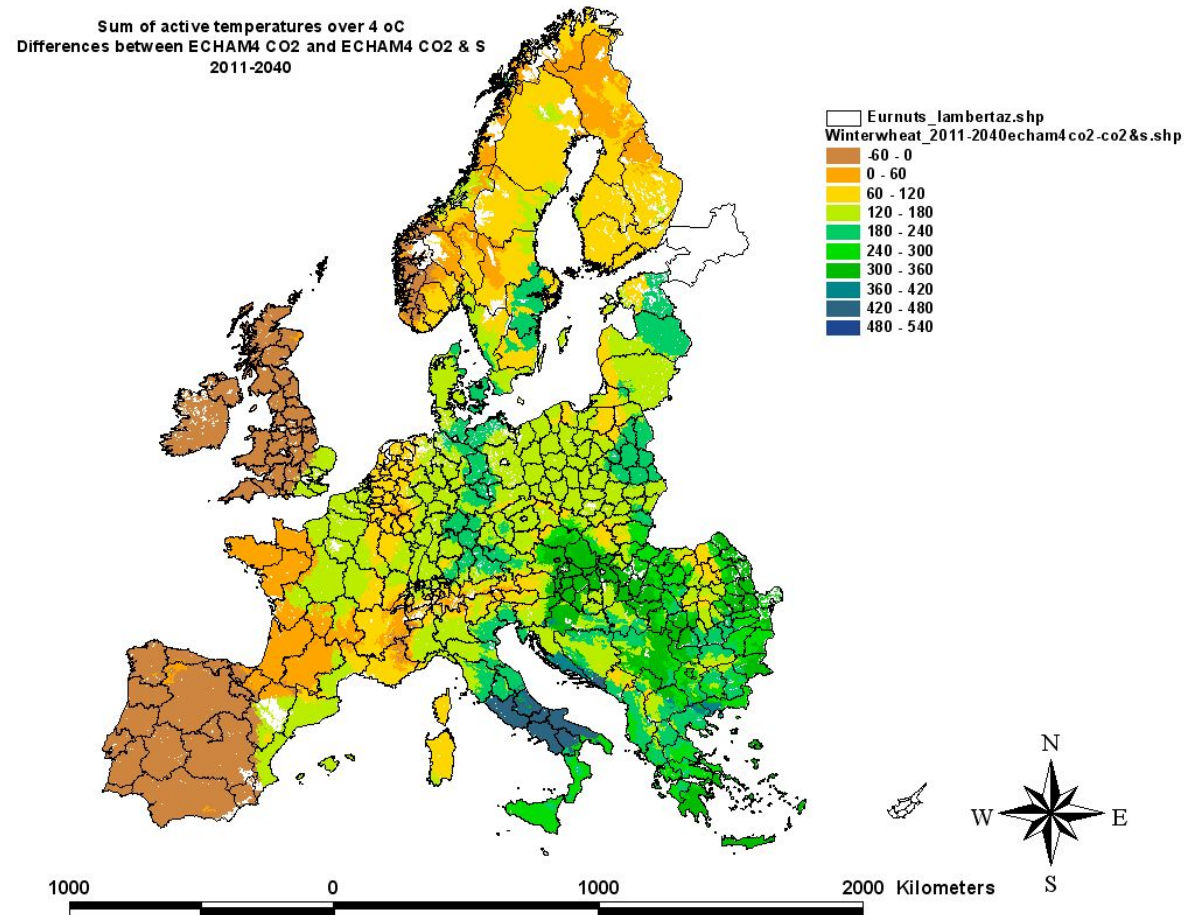 Sum of active temperatures over 4 oC
Differences between ECHAM4 CO2 and ECHAM4 CO2 & S
2011-2040
Eurnuts_lambertaz.shp
Winterwheat_2011-2040echam4co2-co2&s.shp
-60 - 0
0 - 60
60 - 120
120 - 180
180 - 240
240 - 300
300 - 360
360 - 420
420 - 480
480 - 540
N
W E
S
1000 0 1000 2000 Kilometers